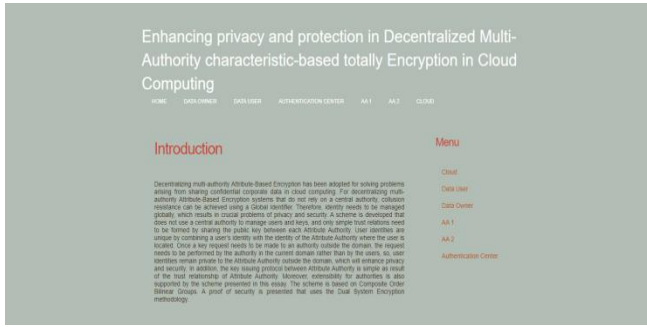 Enhancing privacy and protection in Decentralized Multi-
Authority characteristic-based totally Encryption in Cloud
Computing
HOME DATA OWNER DATA USER AUTHENTICATION CENTER AA 1 AA 2 CLOUD
Introduction
Decentralizing multi-authority Attribute-Based Encryption has been adopted for solving problems
arising from sharing confidential corporate data in cloud computing. For decentralizing multi-
authority Attribute-Based Encryption systems that do not rely on a central authority, collusion
resistance can be achieved using a Global Identifier. Therefore, identity needs to be managed
globally, which results in crucial problems of privacy and security. A scheme is developed that
does not use a central authority to manage users and keys, and only simple trust relations need
to be formed by sharing the public key between each Attribute Authority. User identities are
unique by combining a user's identity with the identity of the Attribute Authority where the user is
located. Once a key request needs to be made to an authority outside the domain, the request
needs to be performed by the authority in the current domain rather than by the users, so, user
identities remain private to the Attribute Authority outside the domain, which will enhance privacy
and security. In addition, the key issuing protocol between Attribute Authority is simple as result
of the trust relationship of Attribute Authority. Moreover, extensibility for authorities is also
supported by the scheme presented in this essay. The scheme is based on Composite Order
Bilinear Groups. A proof of security is presented that uses the Dual System Encryption
methodology.
Menu
Cloud
Data User
Data Owner
AA 1
AA 2
Authentication Center